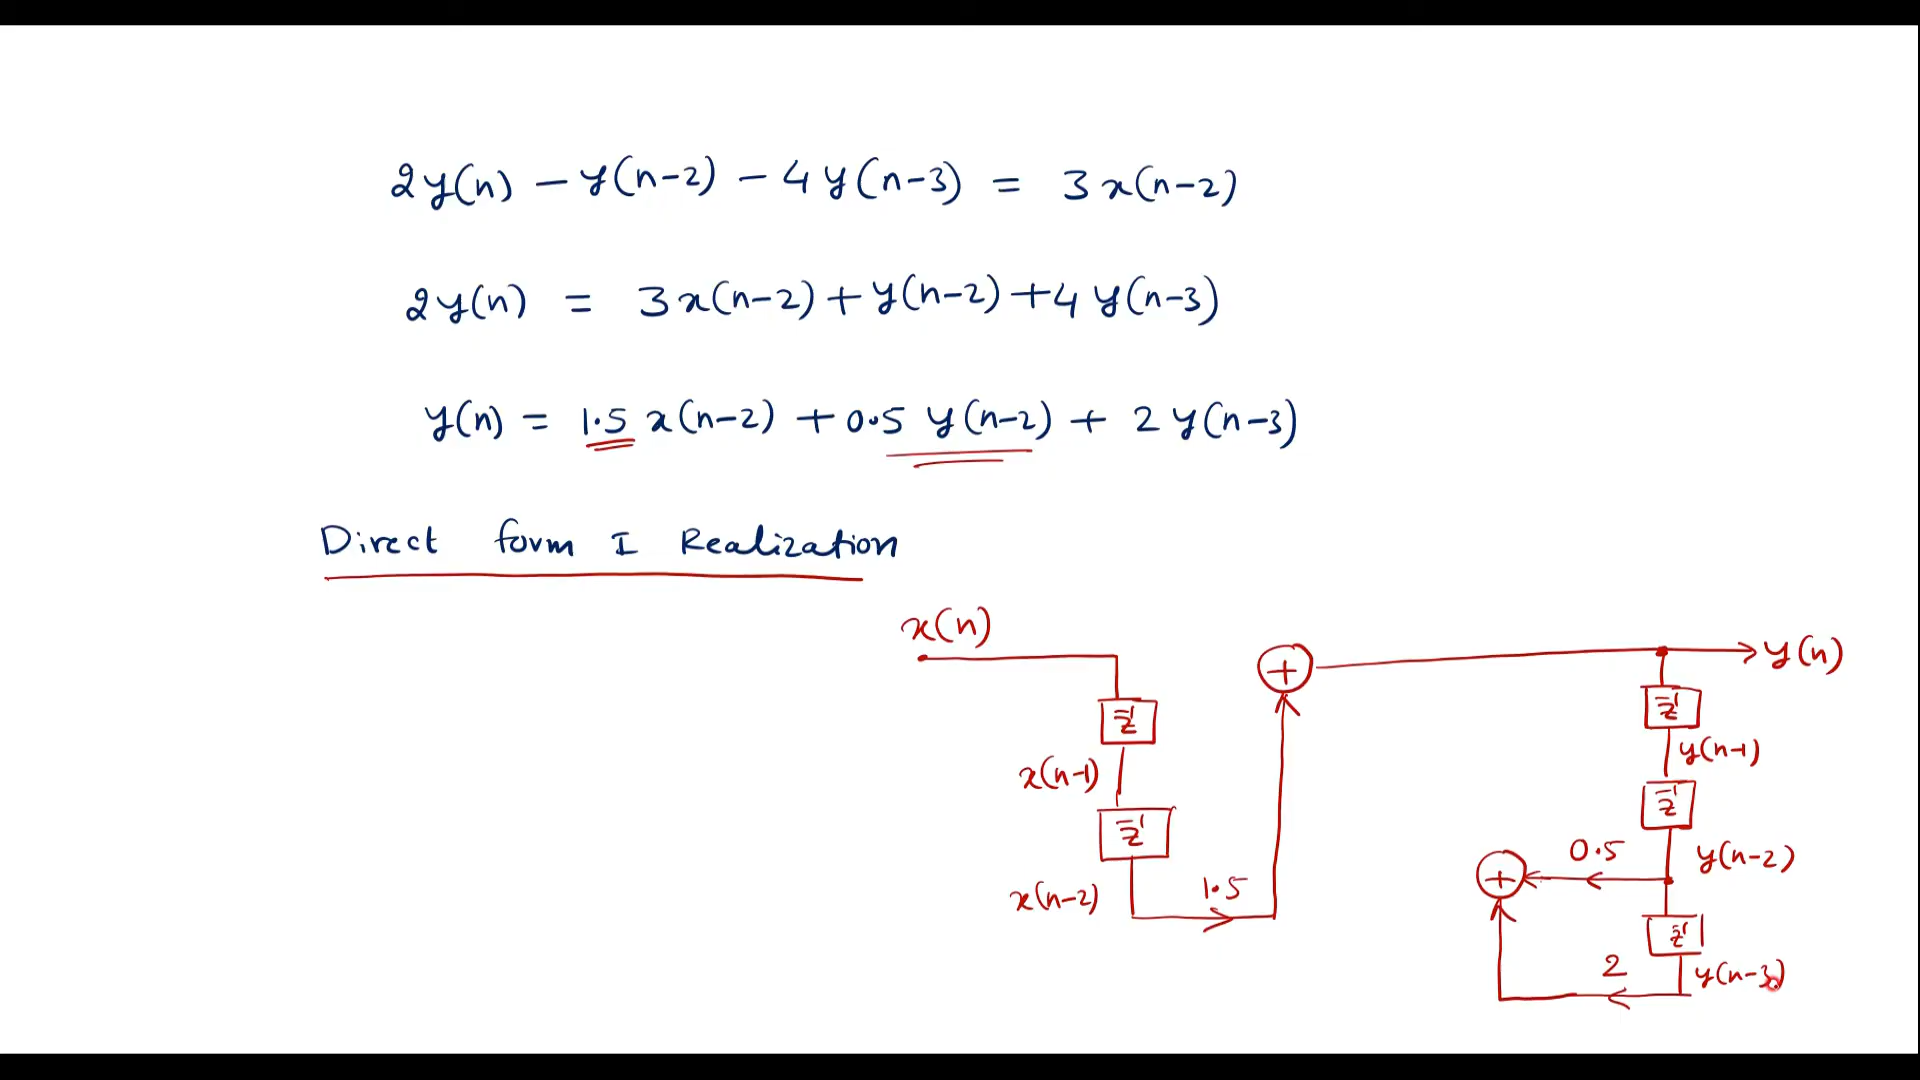 2y(n) − y(n−2) − 4y(n−3) = 3x(n−2)
2y(n) = 3x(n−2) + y(n−2) + 4y(n−3)
y(n) = 1.5 x(n−2) + 0.5 y(n−2) + 2y(n−3)
Direct form I Realization
x(n)
+
y(n)
z⁻¹
z⁻¹
x(n−1)
y(n−1)
z⁻¹
z⁻¹
x(n−2)
1.5
+
0.5
y(n−2)
z⁻¹
2
y(n−3)